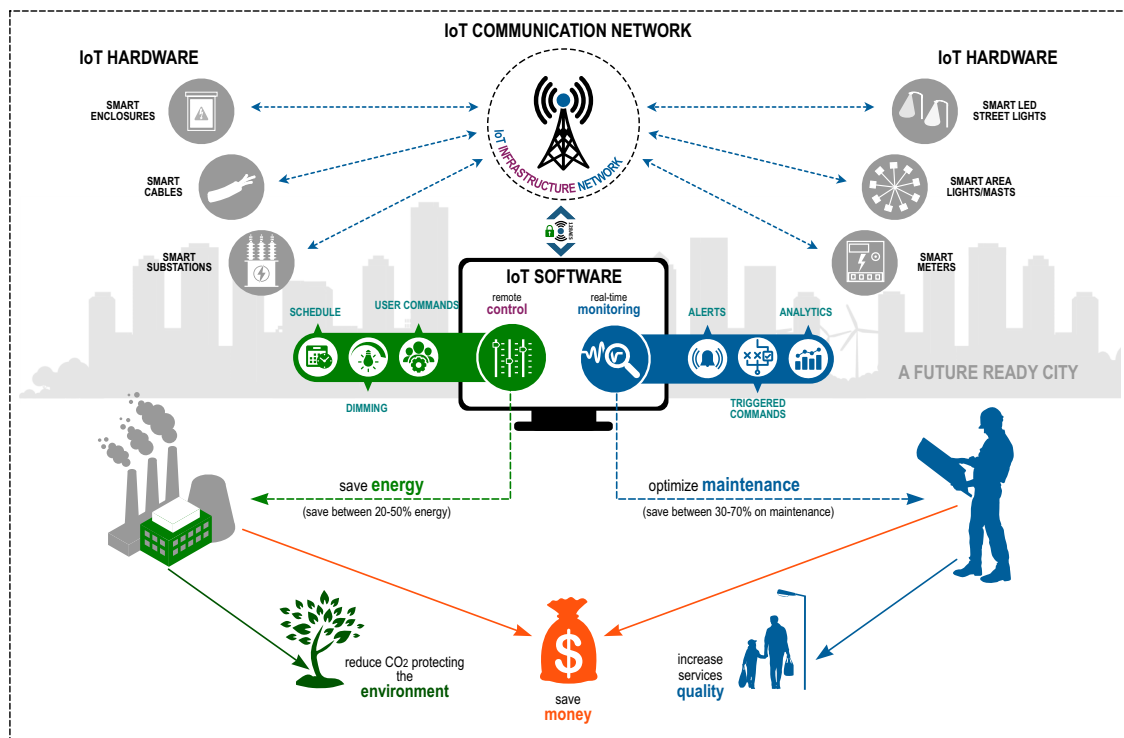 IoT COMMUNICATION NETWORK
IoT HARDWARE
IoT HARDWARE
SMART
ENCLOSURES
SMART LED
STREET LIGHTS
IoT INFRASTRUCTURE NETWORK
SMART
CABLES
SMART AREA
LIGHTS/MASTS
SMART
SUBSTATIONS
SMART
METERS
IoT SOFTWARE
remote
control
real-time
monitoring
SCHEDULE
USER COMMANDS
ALERTS
ANALYTICS
DIMMING
TRIGGERED
COMMANDS
A FUTURE READY CITY
save energy
(save between 20-50% energy)
optimize maintenance
(save between 30-70% on maintenance)
$
reduce CO2 protecting
the
environment
save
money
increase
services
quality